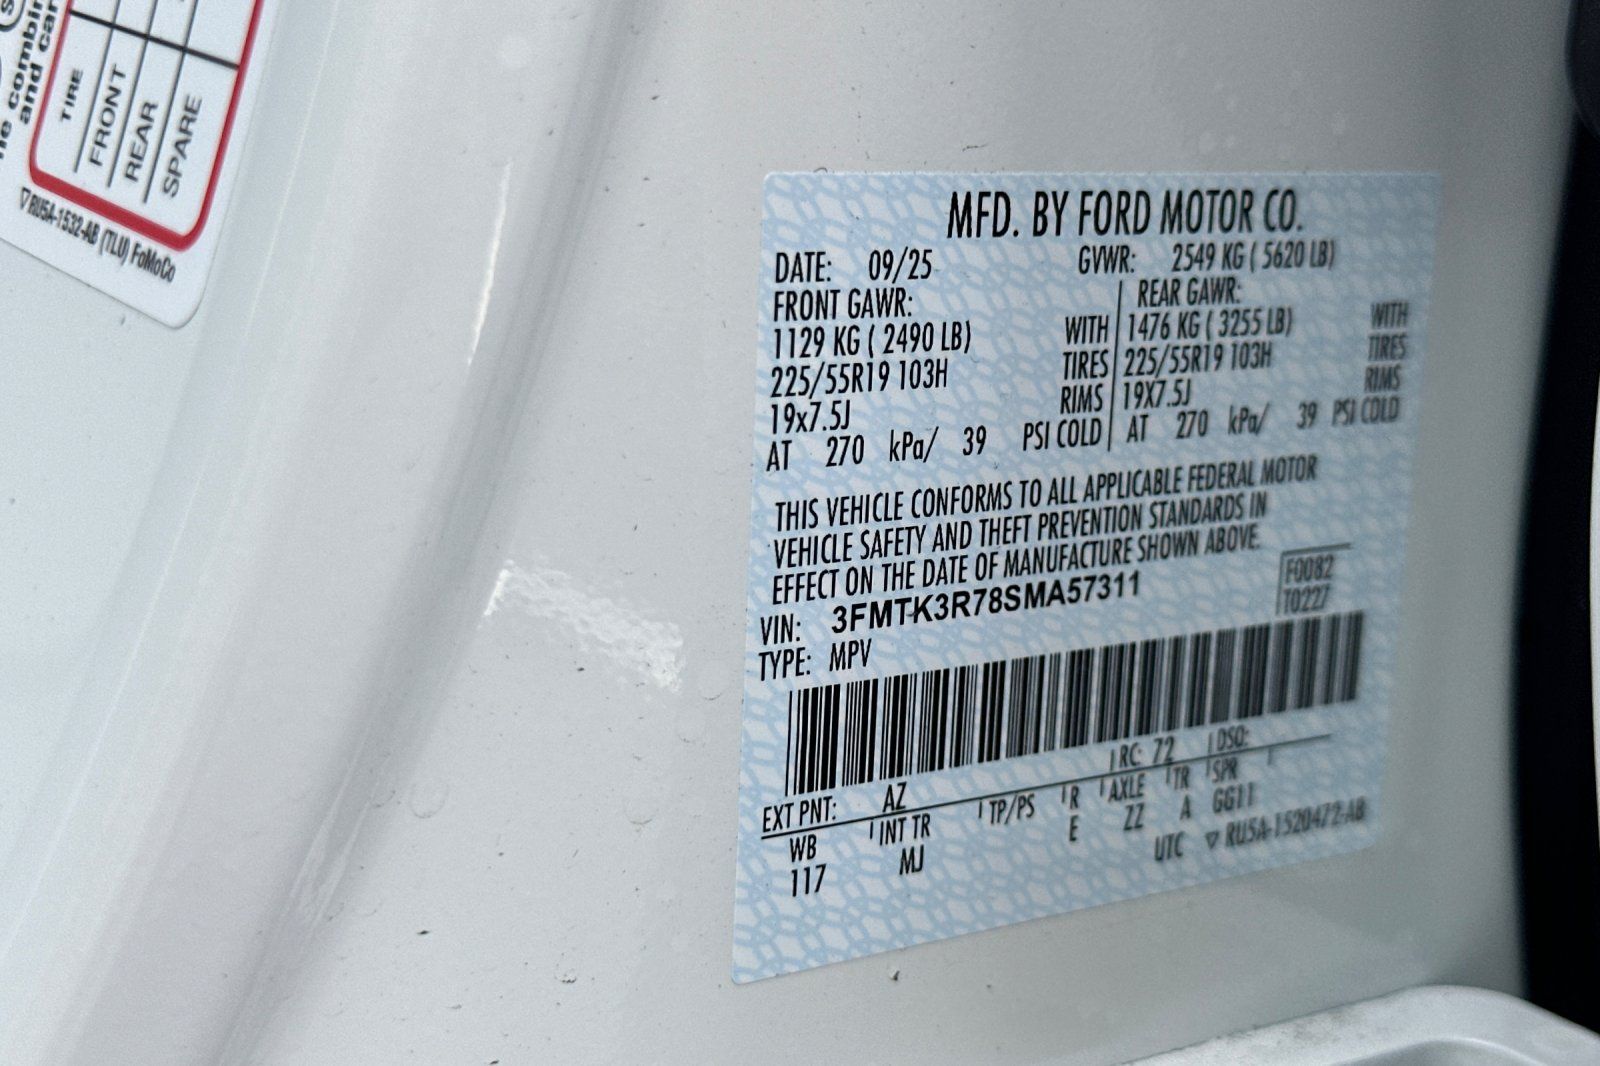 he combin
and car
TIRE
FRONT
REAR
SPARE
RU5A-1532-AB (TLU) FoMoCo
MFD. BY FORD MOTOR CO.
DATE: 09/25 GVWR: 2549 KG ( 5620 LB)
FRONT GAWR: REAR GAWR:
1129 KG ( 2490 LB) WITH 1476 KG ( 3255 LB) WITH
225/55R19 103H TIRES 225/55R19 103H TIRES
19x7.5J RIMS 19X7.5J RIMS
AT 270 kPa/ 39 PSI COLD AT 270 kPa/ 39 PSI COLD
THIS VEHICLE CONFORMS TO ALL APPLICABLE FEDERAL MOTOR
VEHICLE SAFETY AND THEFT PREVENTION STANDARDS IN
EFFECT ON THE DATE OF MANUFACTURE SHOWN ABOVE.
F0082
VIN: 3FMTK3R78SMA57311 T0227
TYPE: MPV
EXT PNT: AZ RC: 72 DSO:
WB INT TR TP/PS R AXLE TR SPR
117 MJ E ZZ A GG11
UTC RU5A-1520472-AB